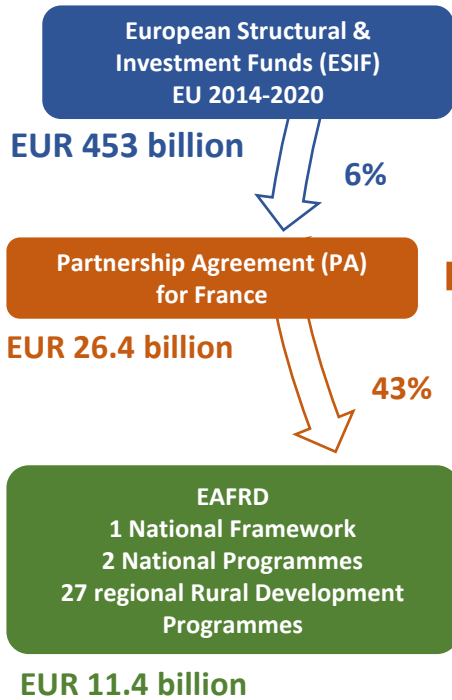 European Structural &
Investment Funds (ESIF)
EU 2014-2020
EUR 453 billion
6%
Partnership Agreement (PA)
for France
EUR 26.4 billion
43%
EAFRD
1 National Framework
2 National Programmes
27 regional Rural Development
Programmes
EUR 11.4 billion